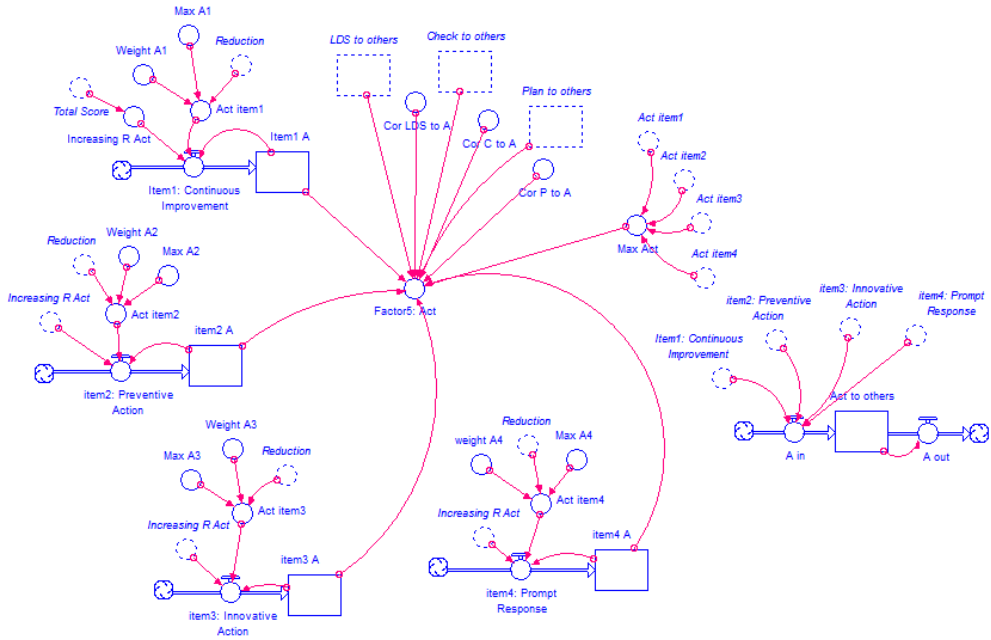 Max A1
Weight A1
Reduction
Total Score
Act item1
Increasing R Act
Item1 A
Item1: Continuous
Improvement
LDS to others
Check to others
Plan to others
Cor LDS to A
Cor C to A
Cor P to A
Act item1
Act item2
Act item3
Act item4
Max Act
Factor5: Act
Reduction
Weight A2
Max A2
Increasing R Act
Act item2
item2 A
item2: Preventive
Action
item2: Preventive
Action
item3: Innovative
Action
item4: Prompt
Response
Item1: Continuous
Improvement
Act to others
A in
A out
Weight A3
Max A3
Reduction
Act item3
Increasing R Act
item3 A
item3: Innovative
Action
Reduction
weight A4
Max A4
Act item4
Increasing R Act
item4 A
item4: Prompt
Response